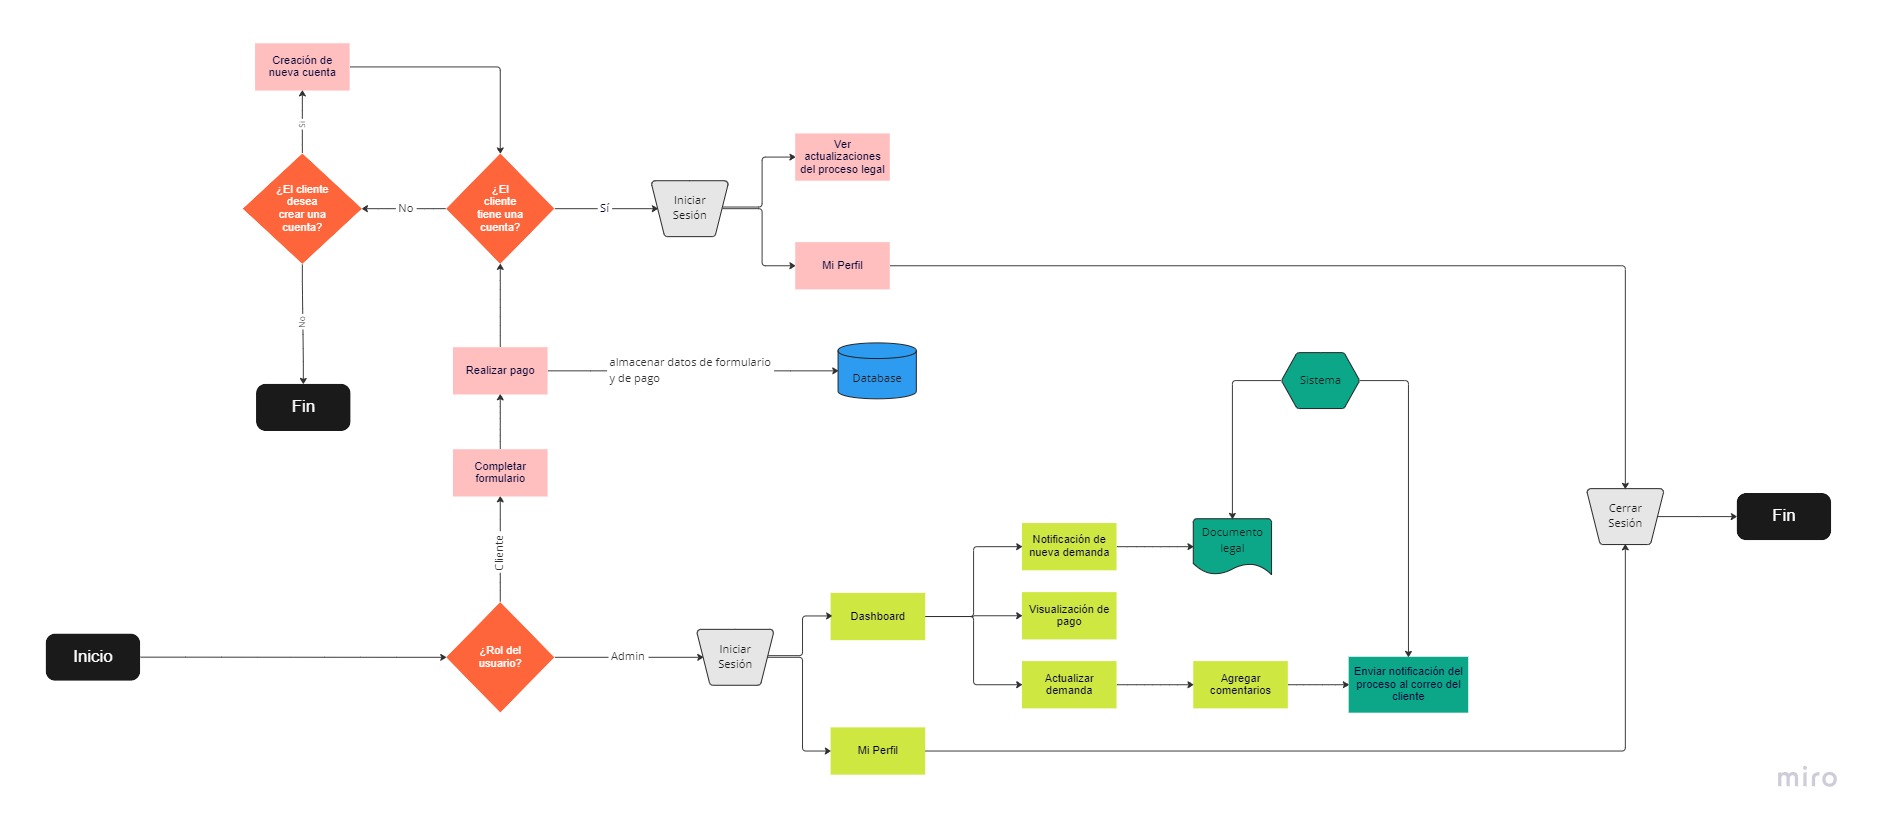 Creación de
nueva cuenta
Sí
¿El cliente
desea
crear una
cuenta?
No
¿El
cliente
tiene una
cuenta?
Sí
Iniciar
Sesión
Ver
actualizaciones
del proceso legal
Mi Perfil
No
Fin
Realizar pago
almacenar datos de formulario
y de pago
Database
Sistema
Completar
formulario
Cliente
Cerrar
Sesión
Fin
Notificación de
nueva demanda
Documento
legal
Inicio
¿Rol del
usuario?
Admin
Iniciar
Sesión
Dashboard
Visualización de
pago
Actualizar
demanda
Agregar
comentarios
Enviar notificación del
proceso al correo del
cliente
Mi Perfil
miro